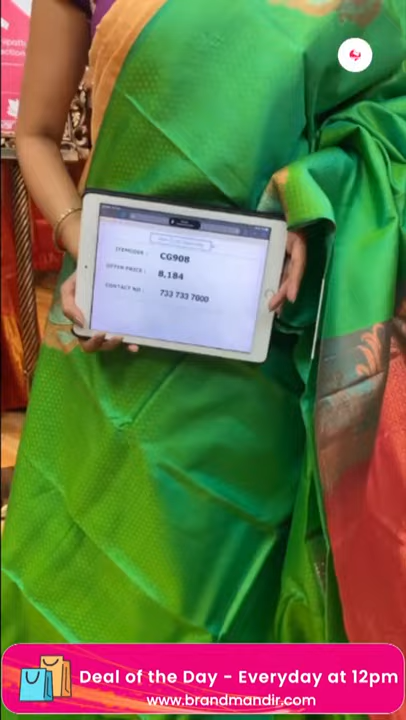 ITEMCODE : CG908
OFFER PRICE : 8,184
CONTACT NO : 733 733 7000
Deal of the Day - Everyday at 12pm
www.brandmandir.com